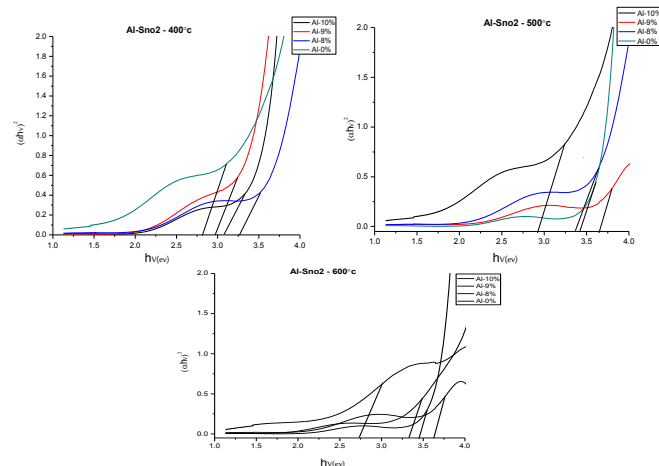 Al-Sno2 - 400°c
Al-10%
Al-9%
Al-8%
Al-0%
2.0
1.8
1.6
1.4
1.2
1.0
0.8
0.6
0.4
0.2
0.0
(αhν)²
1.0 1.5 2.0 2.5 3.0 3.5 4.0
hν(ev)
Al-Sno2 - 500°c
Al-10%
Al-9%
Al-8%
Al-0%
2.0
1.5
1.0
0.5
0.0
(αhν)²
1.0 1.5 2.0 2.5 3.0 3.5 4.0
hν(ev)
Al-Sno2 - 600°c
Al-10%
Al-9%
Al-8%
Al-0%
2.0
1.5
1.0
0.5
0.0
(αhν)²
1.0 1.5 2.0 2.5 3.0 3.5 4.0
hν(ev)